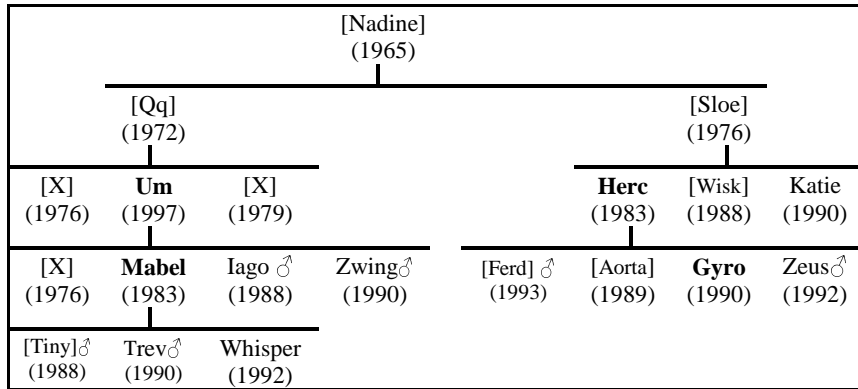 [Nadine]
(1965)
[Qq] [Sloe]
(1972) (1976)
[X] Um [X] Herc [Wisk] Katie
(1976) (1997) (1979) (1983) (1988) (1990)
[X] Mabel Iago ♂ Zwing♂ [Ferd] ♂ [Aorta] Gyro Zeus♂
(1976) (1983) (1988) (1990) (1993) (1989) (1990) (1992)
[Tiny]♂ Trev♂ Whisper
(1988) (1990) (1992)